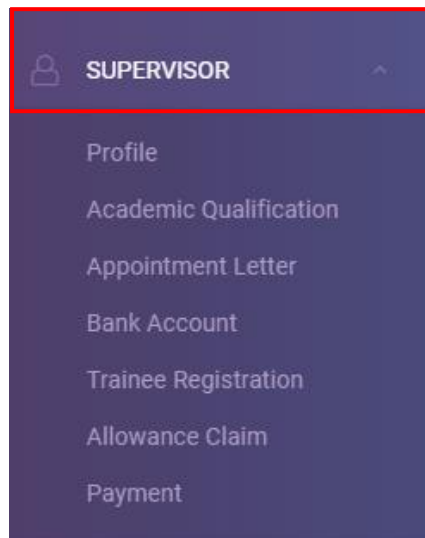 SUPERVISOR
Profile
Academic Qualification
Appointment Letter
Bank Account
Trainee Registration
Allowance Claim
Payment